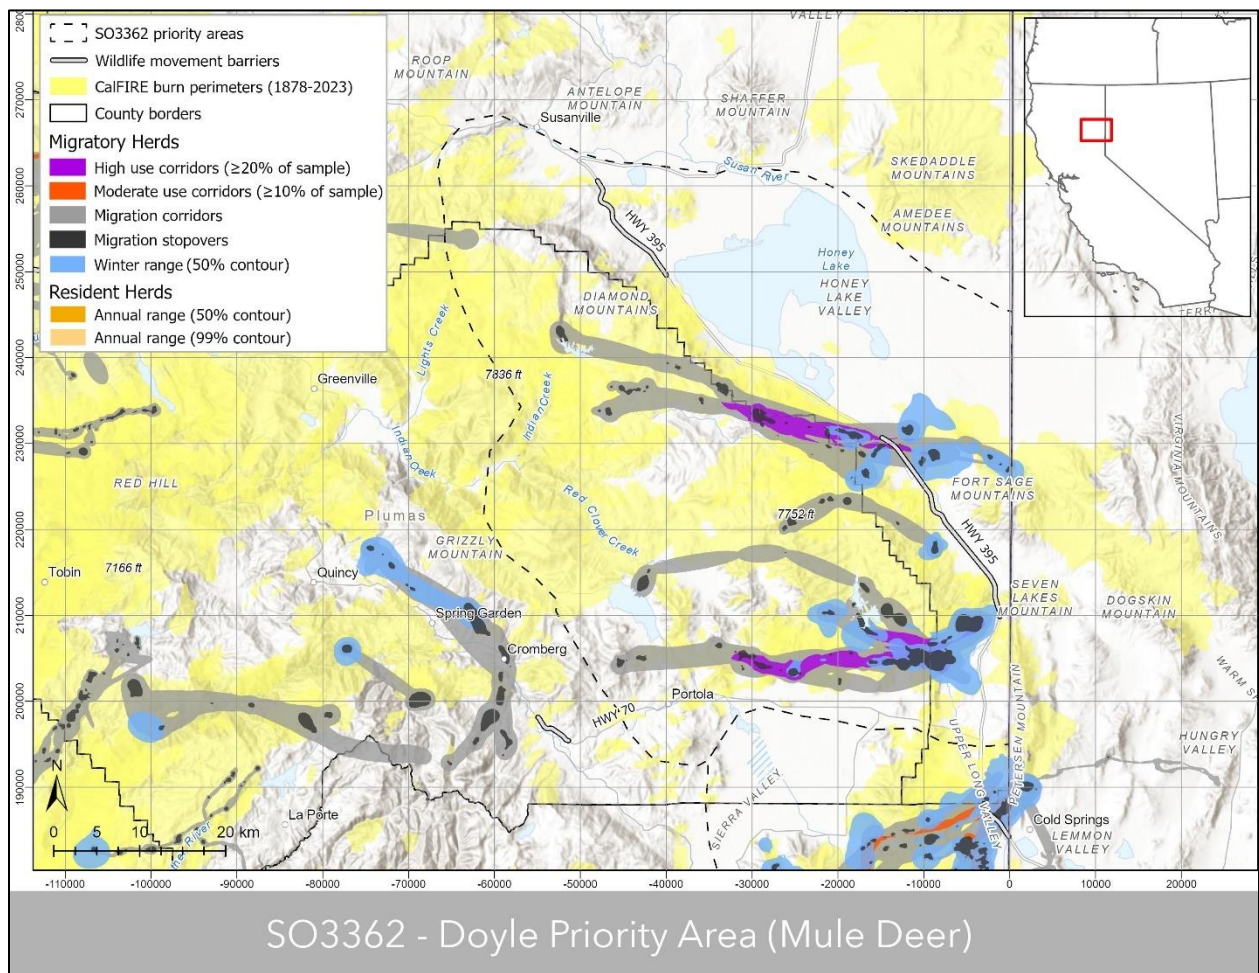 SO3362 priority areas
Wildlife movement barriers
CalFIRE burn perimeters (1878-2023)
County borders
Migratory Herds
High use corridors (≥20% of sample)
Moderate use corridors (≥10% of sample)
Migration corridors
Migration stopovers
Winter range (50% contour)
Resident Herds
Annual range (50% contour)
Annual range (99% contour)
VALLEY
ROOP
MOUNTAIN
ANTELOPE
MOUNTAIN
SHAFFER
MOUNTAIN
Susanville
Susan River
SKEDADDLE
MOUNTAINS
AMEDEE
MOUNTAINS
HWY 395
Honey
Lake
HONEY
LAKE
VALLEY
DIAMOND
MOUNTAINS
Lights Creek
Greenville
7836 ft
Indian Creek
Indian Creek
RED HILL
Red Clover Creek
7752 ft
FORT SAGE
MOUNTAINS
VIRGINIA MOUNTAINS
HWY 395
Plumas
GRIZZLY
MOUNTAIN
Tobin
7166 ft
Quincy
SEVEN
LAKES
MOUNTAIN
DOGSKIN
MOUNTAIN
Spring Garden
Cromberg
WARM
Portola
HWY 70
PETERSEN MOUNTAIN
UPPER LONG VALLEY
HUNGRY
VALLEY
SIERRA VALLEY
La Porte
Cold Springs
LEMMON
VALLEY
N
0 5 10 20 km
270000
260000
250000
240000
230000
220000
210000
200000
190000
-110000 -100000 -90000 -80000 -70000 -60000 -50000 -40000 -30000 -20000 -10000 0 10000 20000
SO3362 - Doyle Priority Area (Mule Deer)